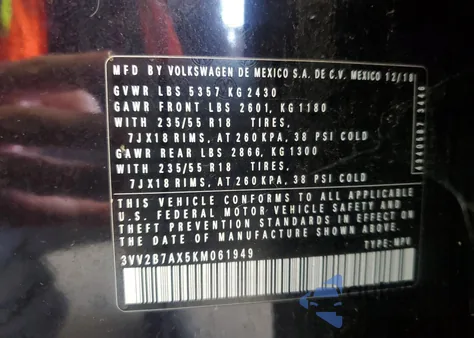 MFD BY VOLKSWAGEN DE MEXICO S.A. DE C.V. MEXICO 12/18
GVWR LBS 5357 KG 2430
GAWR FRONT LBS 2601, KG 1180
WITH 235/55 R18 TIRES,
7JX18 RIMS, AT 260 KPA, 38 PSI COLD
GAWR REAR LBS 2866, KG 1300
WITH 235/55 R18 TIRES,
7JX18 RIMS, AT 260 KPA, 38 PSI COLD
THIS VEHICLE CONFORMS TO ALL APPLICABLE
U.S. FEDERAL MOTOR VEHICLE SAFETY AND
THEFT PREVENTION STANDARDS IN EFFECT ON
THE DATE OF MANUFACTURE SHOWN ABOVE.
3VV2B7AX5KM061949 TYPE: MPV